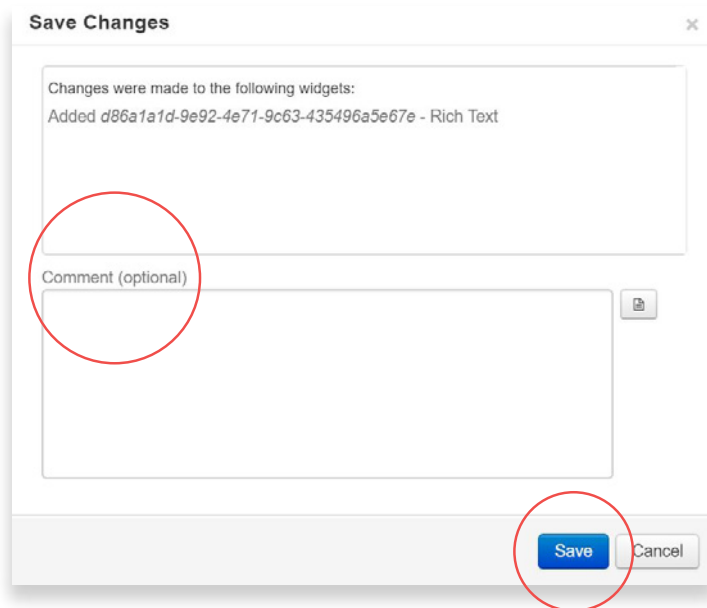 Save Changes
×
Changes were made to the following widgets:
Added d86a1a1d-9e92-4e71-9c63-435496a5e67e - Rich Text
Comment (optional)
Save
Cancel